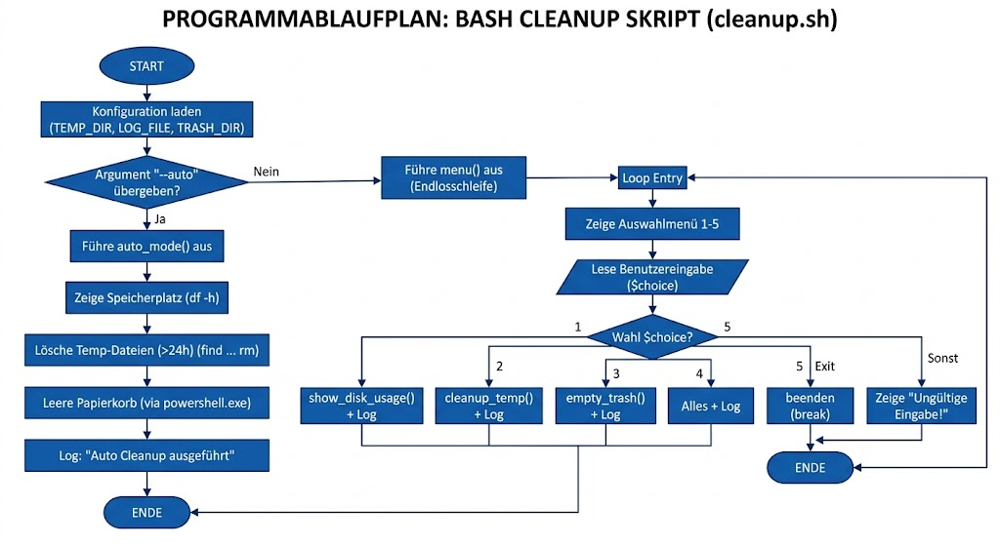 PROGRAMMABLAUFPLAN: BASH CLEANUP SKRIPT (cleanup.sh)
START
Konfiguration laden
(TEMP_DIR, LOG_FILE, TRASH_DIR)
Argument "--auto"
übergeben?
Nein
Ja
Führe auto_mode() aus
Zeige Speicherplatz (df -h)
Lösche Temp-Dateien (>24h) (find ... rm)
Leere Papierkorb (via powershell.exe)
Log: "Auto Cleanup ausgeführt"
ENDE
Führe menu() aus
(Endlosschleife)
Loop Entry
Zeige Auswahlmenü 1-5
Lese Benutzereingabe
($choice)
Wahl $choice?
1
5
2
3
4
5 Exit
Sonst
show_disk_usage()
+ Log
cleanup_temp()
+ Log
empty_trash()
+ Log
Alles + Log
beenden
(break)
Zeige "Ungültige
Eingabe!"
ENDE